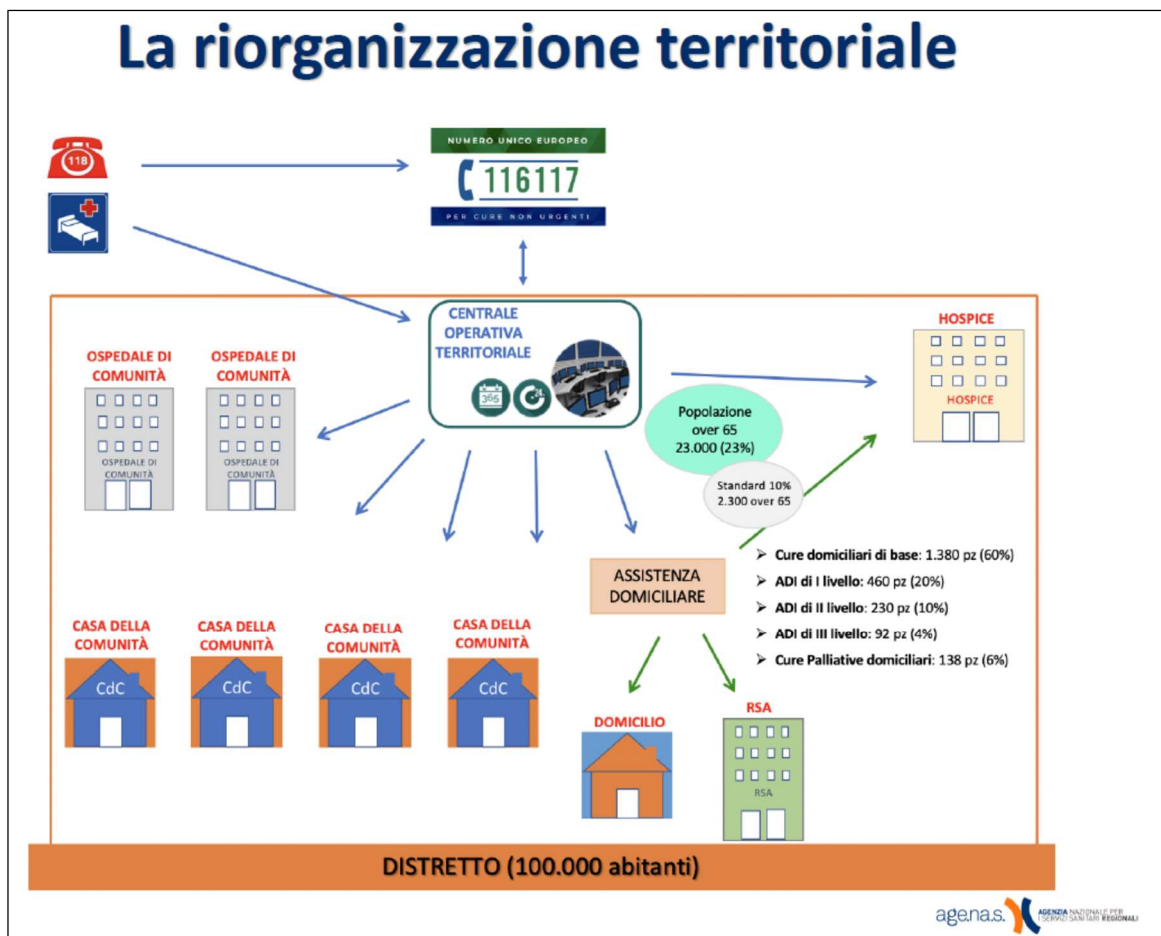 La riorganizzazione territoriale
118
NUMERO UNICO EUROPEO
116117
PER CURE NON URGENTI
CENTRALE
OPERATIVA
TERRITORIALE
365
24
HOSPICE
HOSPICE
OSPEDALE DI
COMUNITÀ
OSPEDALE DI
COMUNITÀ
OSPEDALE DI
COMUNITÀ
OSPEDALE DI
COMUNITÀ
Popolazione
over 65
23.000 (23%)
Standard 10%
2.300 over 65
ASSISTENZA
DOMICILIARE
➢ Cure domiciliari di base: 1.380 pz (60%)
➢ ADI di I livello: 460 pz (20%)
➢ ADI di II livello: 230 pz (10%)
➢ ADI di III livello: 92 pz (4%)
➢ Cure Palliative domiciliari: 138 pz (6%)
CASA DELLA
COMUNITÀ
CdC
CASA DELLA
COMUNITÀ
CdC
CASA DELLA
COMUNITÀ
CdC
CASA DELLA
COMUNITÀ
CdC
DOMICILIO
RSA
RSA
DISTRETTO (100.000 abitanti)
age.na.s.
AGENZIA NAZIONALE PER
I SERVIZI SANITARI REGIONALI